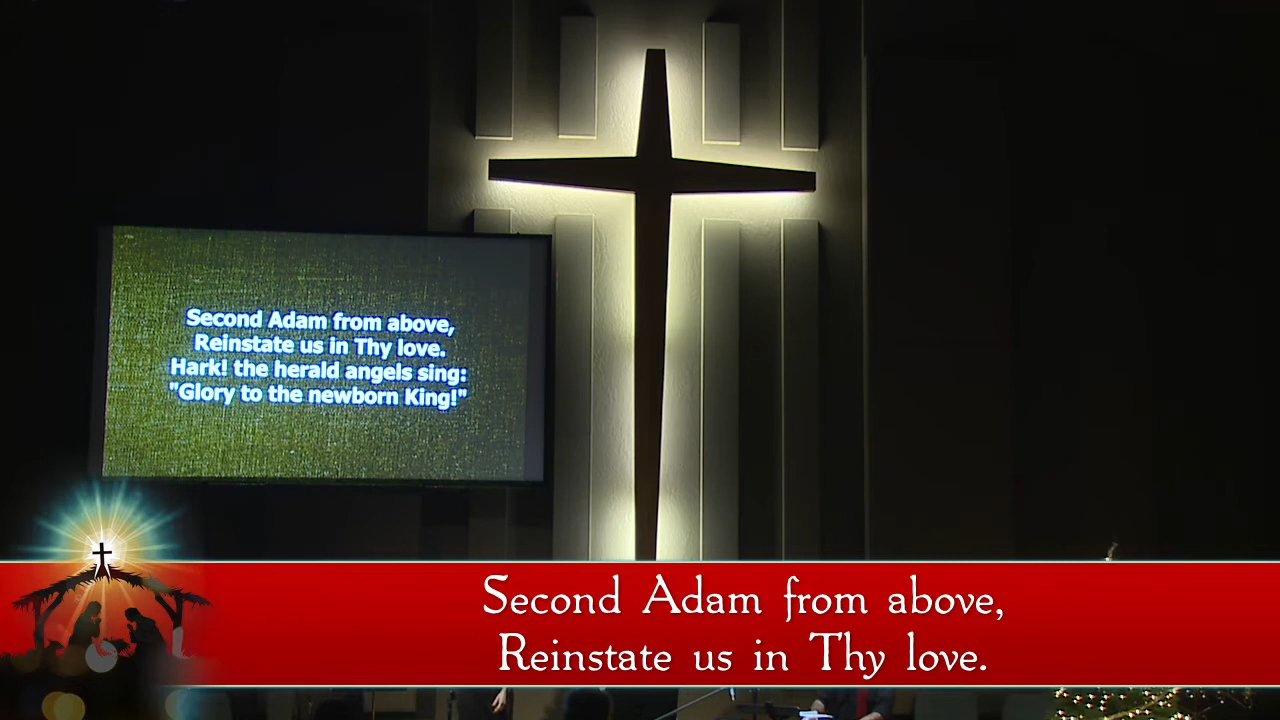 Second Adam from above,
Reinstate us in Thy love.
Hark! the herald angels sing:
"Glory to the newborn King!"
Second Adam from above,
Reinstate us in Thy love.